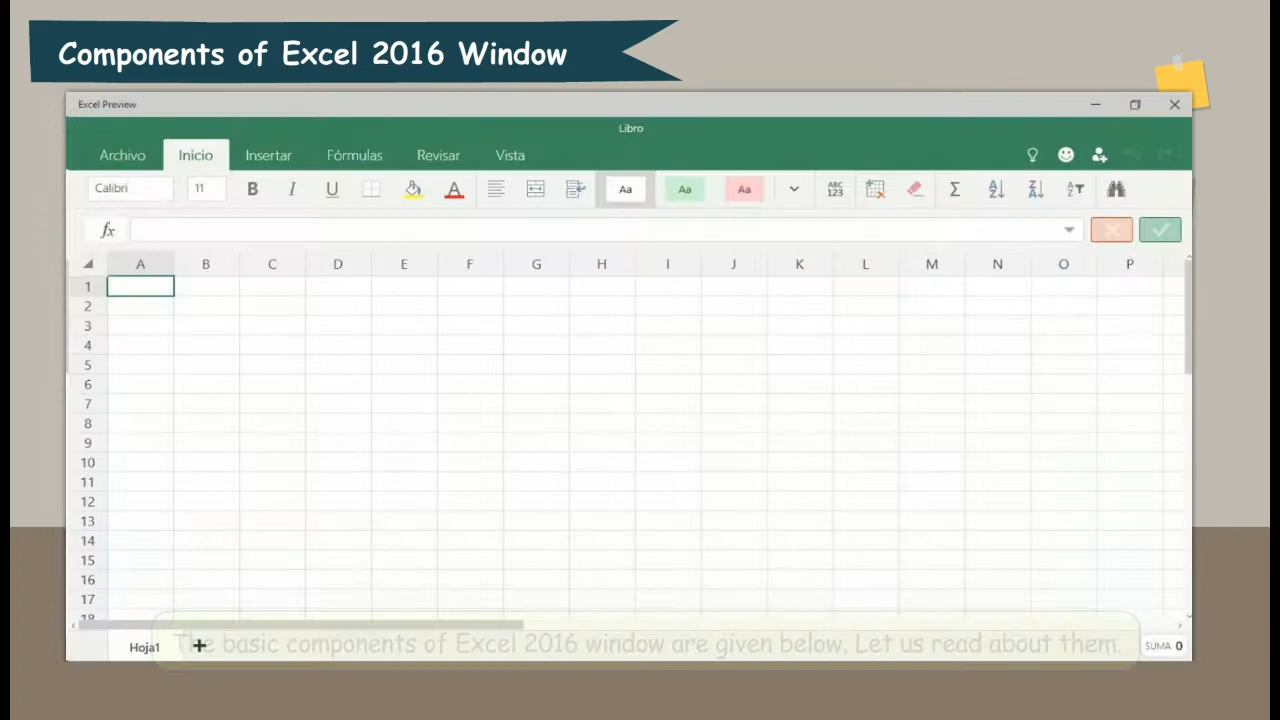 Components of Excel 2016 Window
Excel Preview
Libro
Archivo Inicio Insertar Fórmulas Revisar Vista
Calibri 11 B I U A Aa Aa Aa ABC 123 Σ A Z Z A A Z
fx
A B C D E F G H I J K L M N O P
1
2
3
4
5
6
7
8
9
10
11
12
13
14
15
16
17
18
The basic components of Excel 2016 window are given below. Let us read about them.
Hoja1 SUMA 0